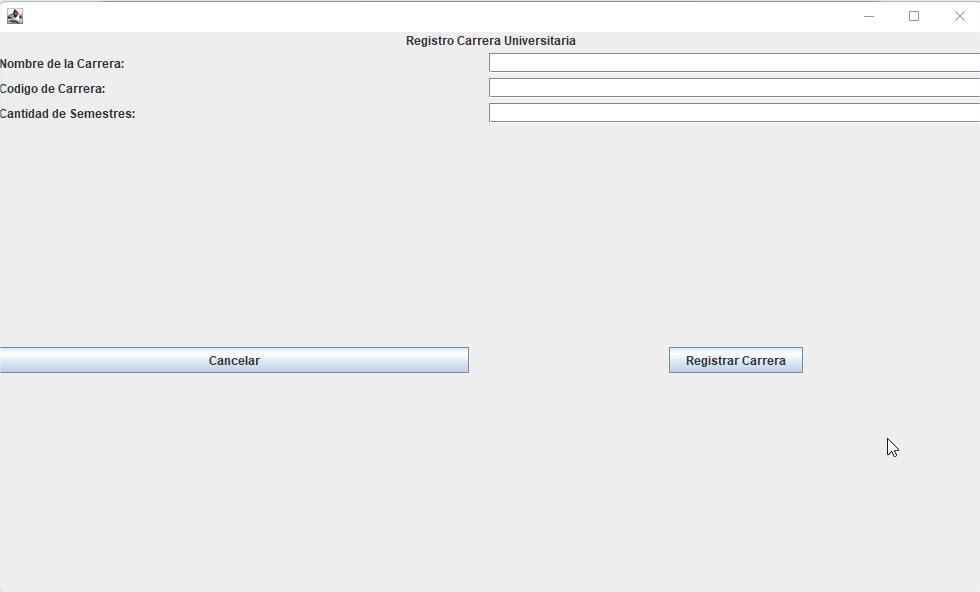 Registro Carrera Universitaria
Nombre de la Carrera:
Codigo de Carrera:
Cantidad de Semestres:
Cancelar
Registrar Carrera